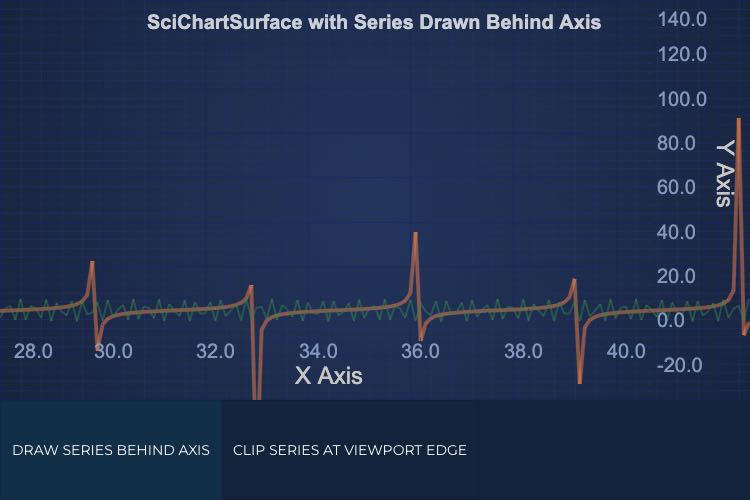 SciChartSurface with Series Drawn Behind Axis
140.0
120.0
100.0
80.0
60.0
40.0
20.0
0.0
-20.0
Y Axis
28.0 30.0 32.0 34.0 36.0 38.0 40.0
X Axis
DRAW SERIES BEHIND AXIS
CLIP SERIES AT VIEWPORT EDGE